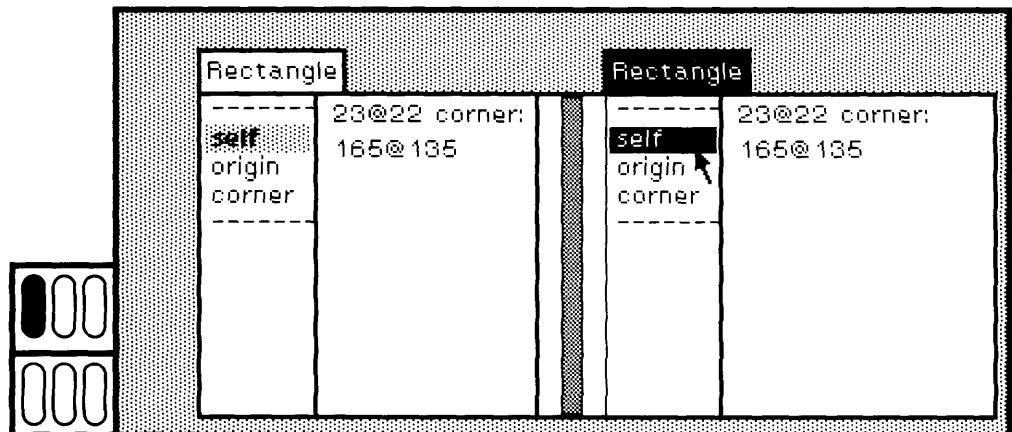 Rectangle
------
self
origin
corner
------
23@22 corner:
165@135
Rectangle
------
self
origin
corner
------
23@22 corner:
165@135